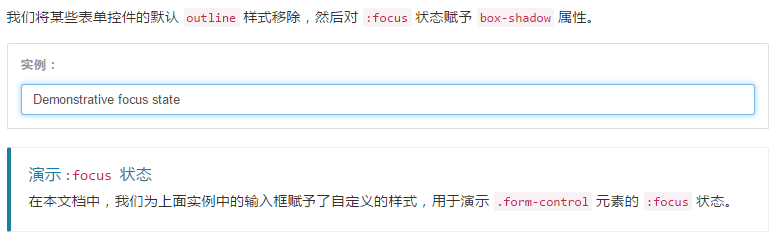 我们将某些表单控件的默认 outline 样式移除，然后对 :focus 状态赋予 box-shadow 属性。
实例：
Demonstrative focus state
演示 :focus 状态
在本文档中，我们为上面实例中的输入框赋予了自定义的样式，用于演示 .form-control 元素的 :focus 状态。